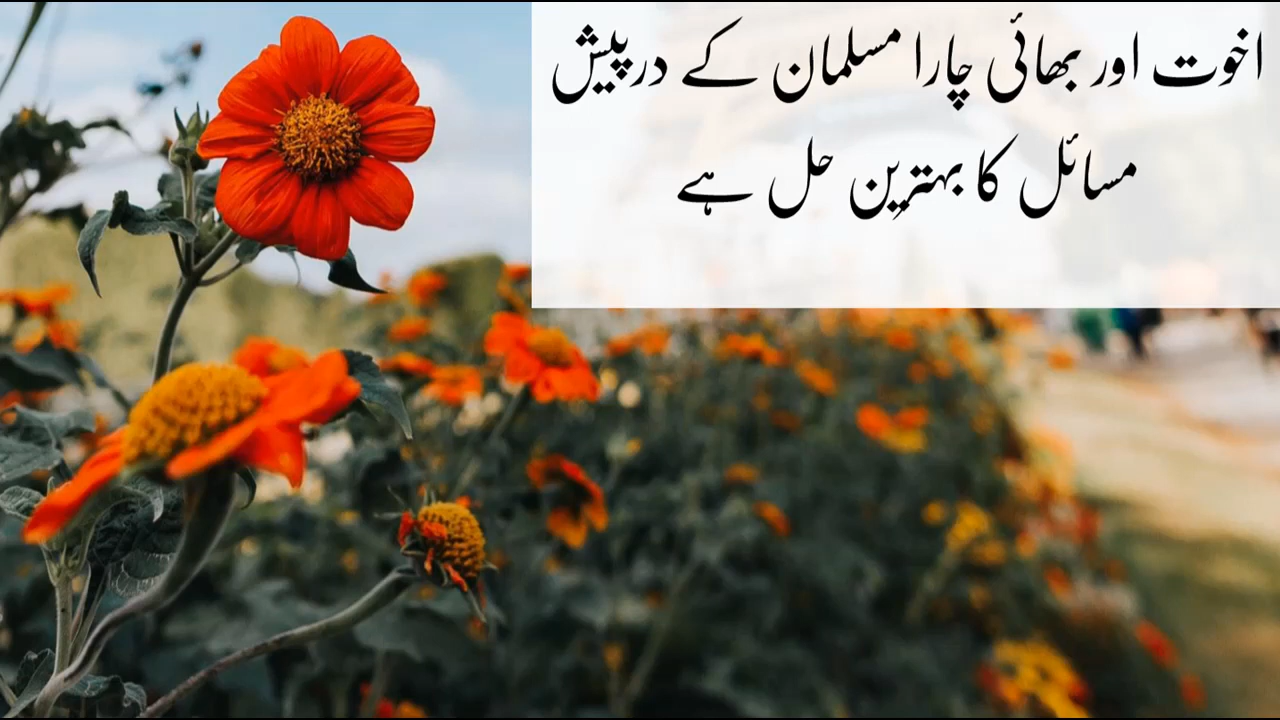 اخوت اور بھائی چارا مسلمان کے درپیش
مسائل کا بہترین حل ہے